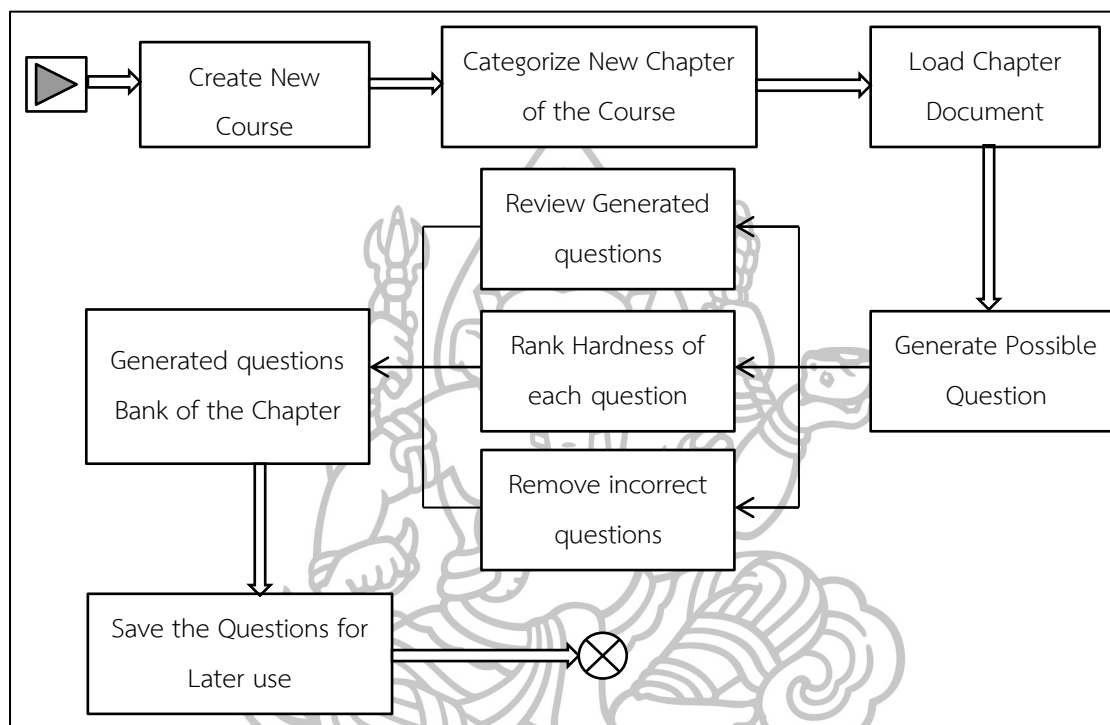 Create New
Course
Categorize New Chapter
of the Course
Load Chapter
Document
Review Generated
questions
Generated questions
Bank of the Chapter
Rank Hardness of
each question
Generate Possible
Question
Remove incorrect
questions
Save the Questions for
Later use